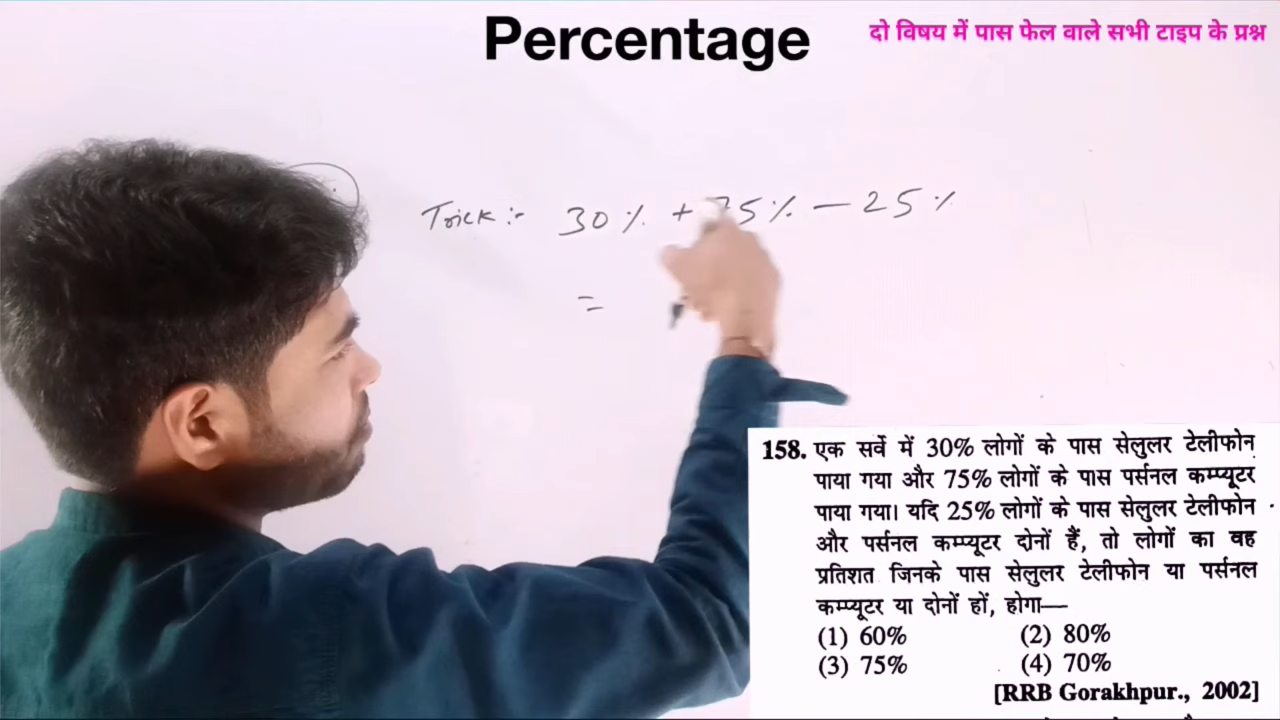 Percentage
दो विषय में पास फेल वाले सभी टाइप के प्रश्न
Trick :- 30% + 75% — 25%
=
158. एक सर्वे में 30% लोगों के पास सेलुलर टेलीफोन
पाया गया और 75% लोगों के पास पर्सनल कम्प्यूटर
पाया गया। यदि 25% लोगों के पास सेलुलर टेलीफोन
और पर्सनल कम्प्यूटर दोनों हैं, तो लोगों का वह
प्रतिशत जिनके पास सेलुलर टेलीफोन या पर्सनल
कम्प्यूटर या दोनों हों, होगा—
(1) 60% (2) 80%
(3) 75% (4) 70%
[RRB Gorakhpur., 2002]